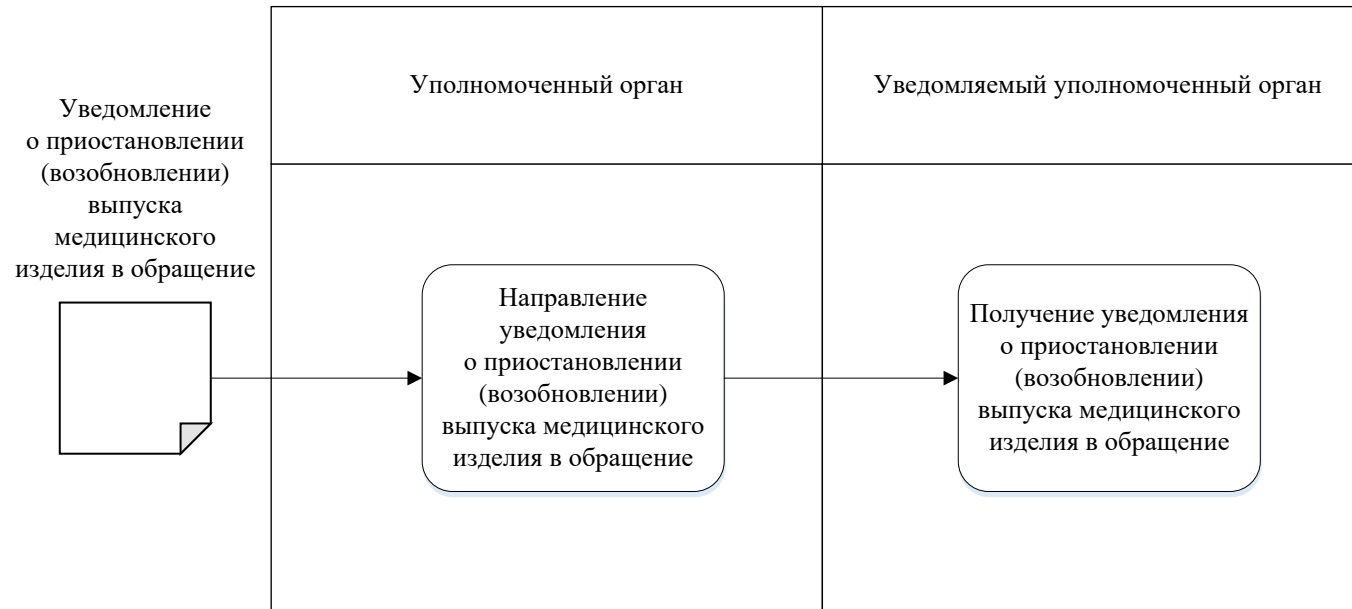 Уведомление
о приостановлении
(возобновлении)
выпуска
медицинского
изделия в обращение
Уполномоченный орган
Уведомляемый уполномоченный орган
Направление
уведомления
о приостановлении
(возобновлении)
выпуска медицинского
изделия в обращение
Получение уведомления
о приостановлении
(возобновлении)
выпуска медицинского
изделия в обращение